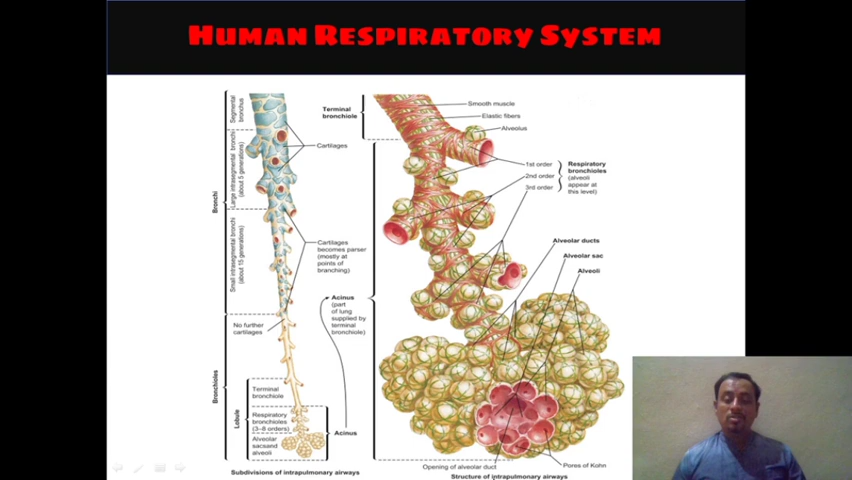 HUMAN RESPIRATORY SYSTEM
Segmental
bronchus
Large intrasegmental bronchi
(about 5 generations)
Small intrasegmental bronchi
(about 15 generations)
Bronchi
Bronchioles
Lobule
Cartilages
Cartilages
becomes parser
(mostly at
points of
branching)
No further
cartilages
Acinus
(part
of lung
supplied by
terminal
bronchiole)
Terminal
bronchiole
Respiratory
bronchioles
(3–8 orders)
Alveolar
sacsand
alveoli
Acinus
Subdivisions of intrapulmonary airways
Terminal
bronchiole
Smooth muscle
Elastic fibers
Alveolus
1st order
2nd order
3rd order
Respiratory
bronchioles
(alveoli
appear at
this level)
Alveolar ducts
Alveolar sac
Alveoli
Opening of alveolar duct
Pores of Kohn
Structure of intrapulmonary airways